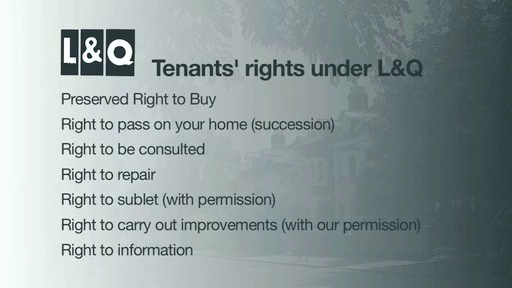 L&Q
Tenants' rights under L&Q
Preserved Right to Buy
Right to pass on your home (succession)
Right to be consulted
Right to repair
Right to sublet (with permission)
Right to carry out improvements (with our permission)
Right to information